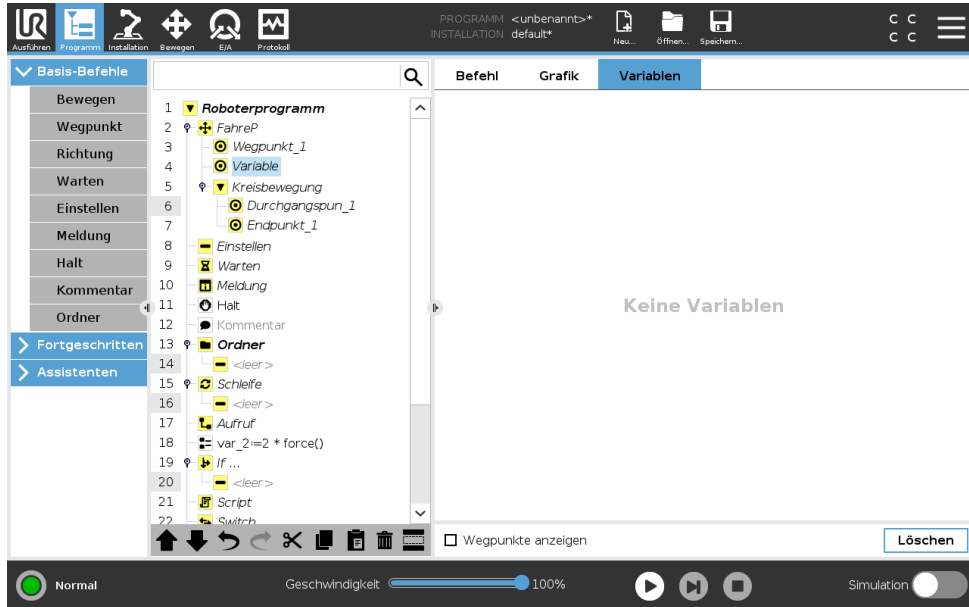 PROGRAMM <unbenannt>*
INSTALLATION default*
Ausführen Programm Installation Bewegen E/A Protokoll Neu... Öffnen... Speichern...
C C
C C
Basis-Befehle
Bewegen
Wegpunkt
Richtung
Warten
Einstellen
Meldung
Halt
Kommentar
Ordner
Fortgeschritten
Assistenten
1 Roboterprogramm
2 FahreP
3 Wegpunkt_1
4 Variable
5 Kreisbewegung
6 Durchgangspun_1
7 Endpunkt_1
8 Einstellen
9 Warten
10 Meldung
11 Halt
12 Kommentar
13 Ordner
14 <leer>
15 Schleife
16 <leer>
17 Aufruf
18 var_2:=2 * force()
19 If ...
20 <leer>
21 Script
22 Switch
Befehl Grafik Variablen
Keine Variablen
Wegpunkte anzeigen Löschen
Normal Geschwindigkeit 100% Simulation